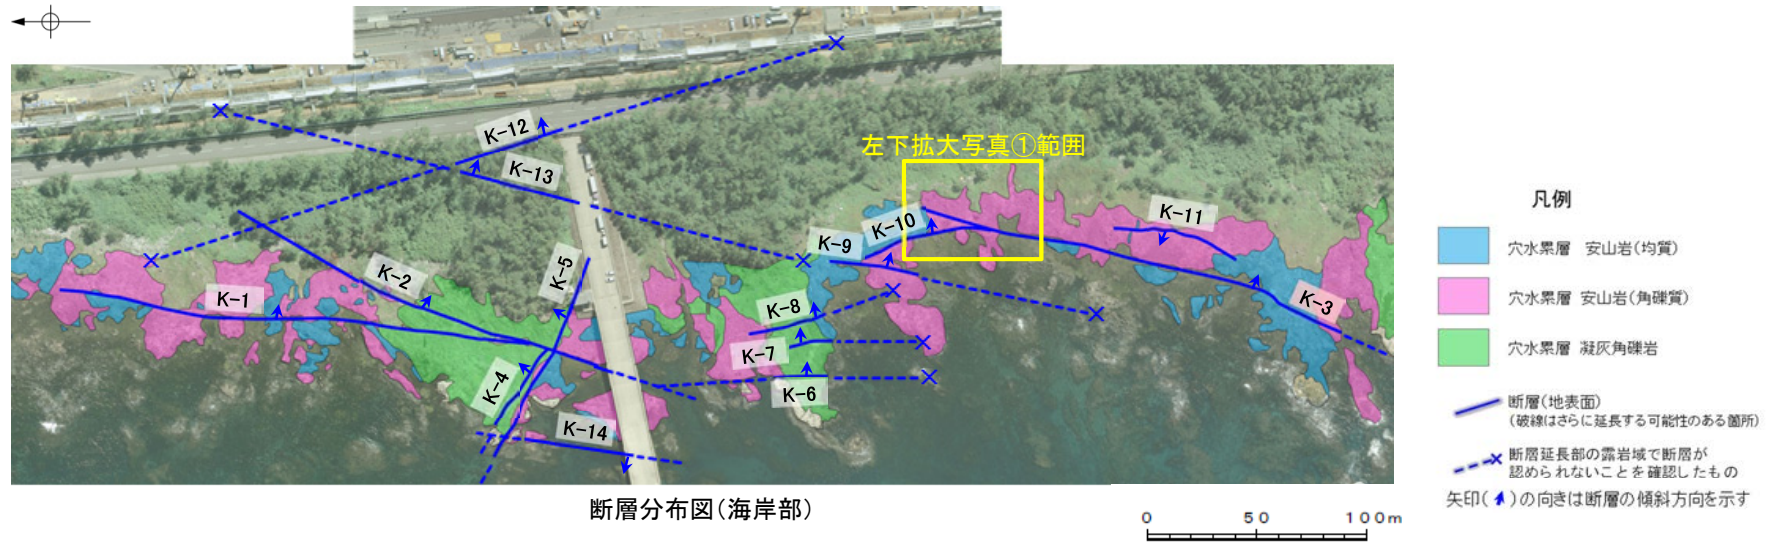 K-12
K-13
左下拡大写真①範囲
K-11
K-10
K-9
K-5
K-2
K-1
K-8
K-3
K-7
K-4
K-6
K-14
断層分布図(海岸部)
0 50 100m
凡例
穴水累層 安山岩(均質)
穴水累層 安山岩(角礫質)
穴水累層 凝灰角礫岩
断層(地表面)
(破線はさらに延長する可能性のある箇所)
断層延長部の露岩域で断層が
認められないことを確認したもの
矢印( )の向きは断層の傾斜方向を示す